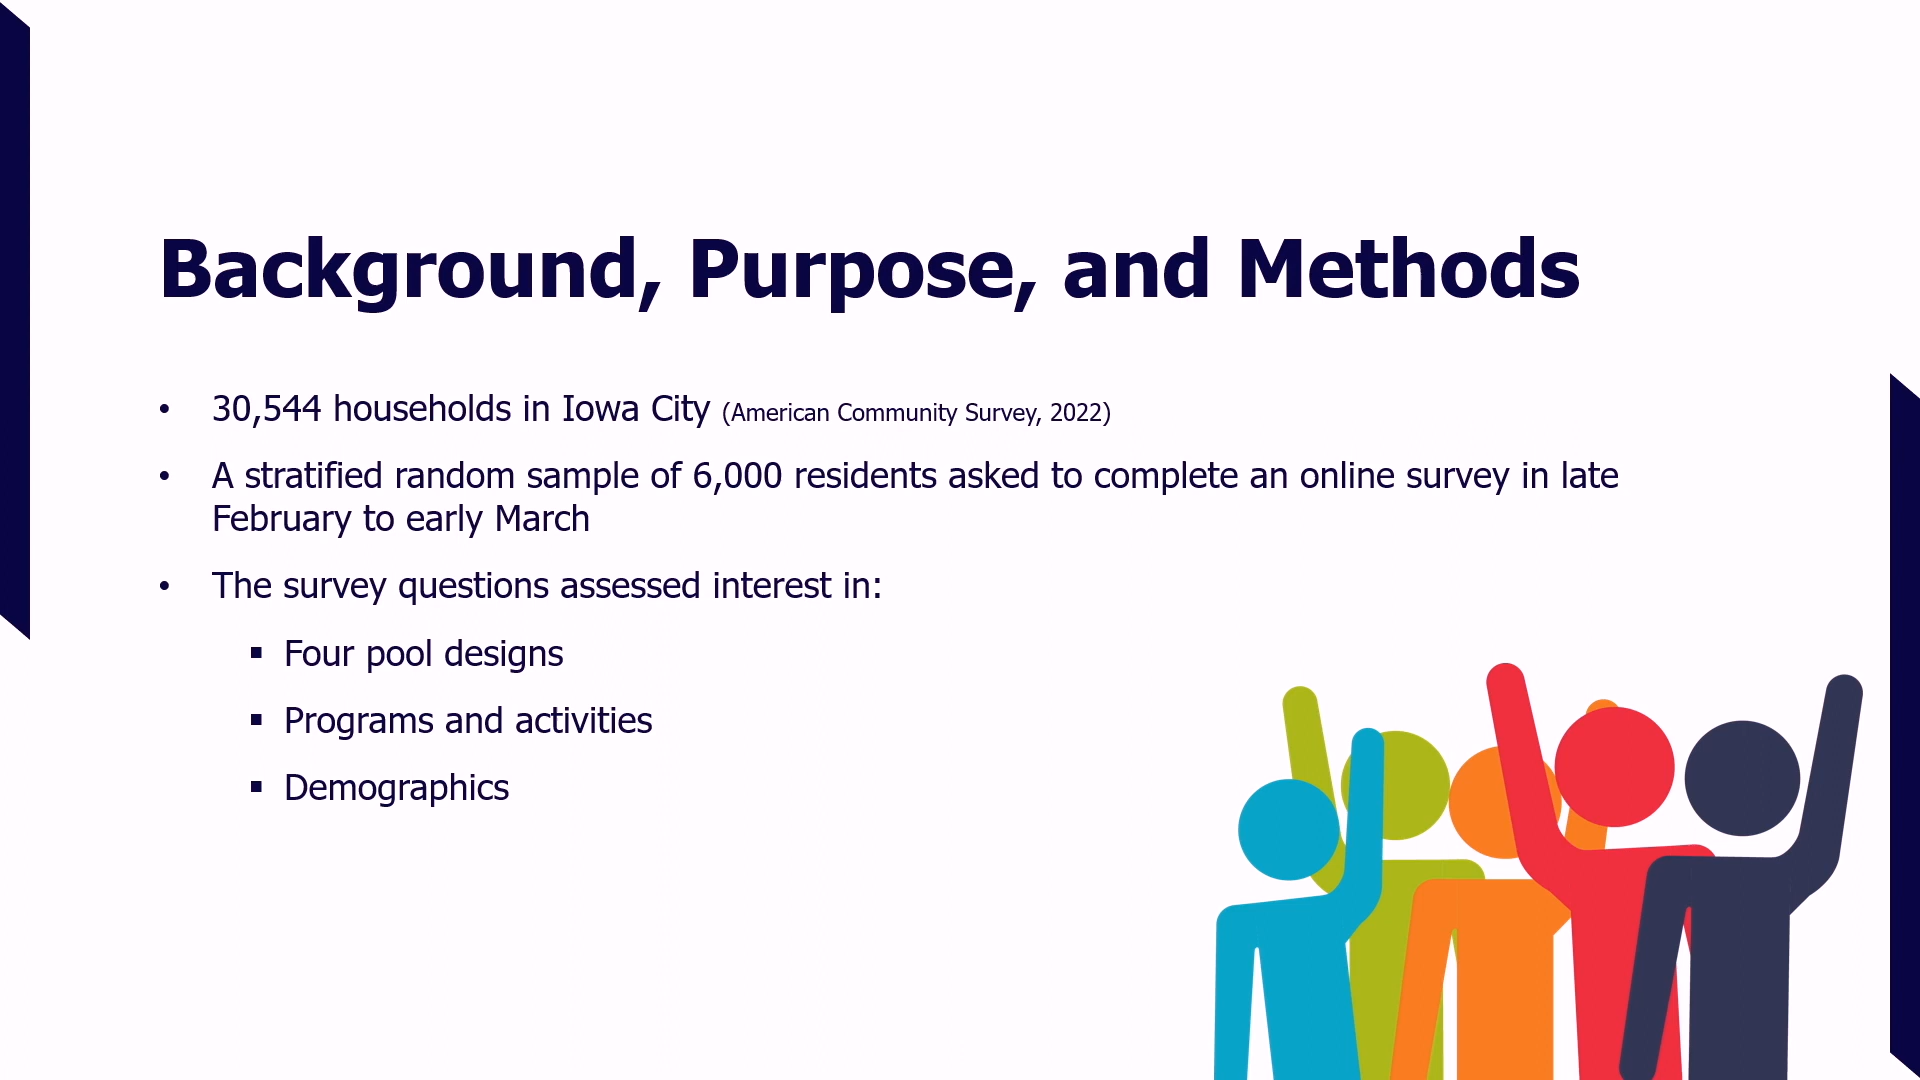 Background, Purpose, and Methods
• 30,544 households in Iowa City (American Community Survey, 2022)
• A stratified random sample of 6,000 residents asked to complete an online survey in late
February to early March
• The survey questions assessed interest in:
▪ Four pool designs
▪ Programs and activities
▪ Demographics